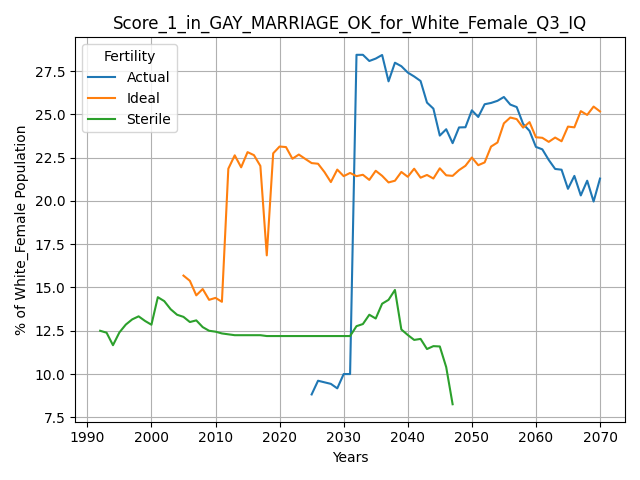 Score_1_in_GAY_MARRIAGE_OK_for_White_Female_Q3_IQ
Fertility
Actual
Ideal
Sterile
% of White_Female Population
27.5
25.0
22.5
20.0
17.5
15.0
12.5
10.0
7.5
1990 2000 2010 2020 2030 2040 2050 2060 2070
Years